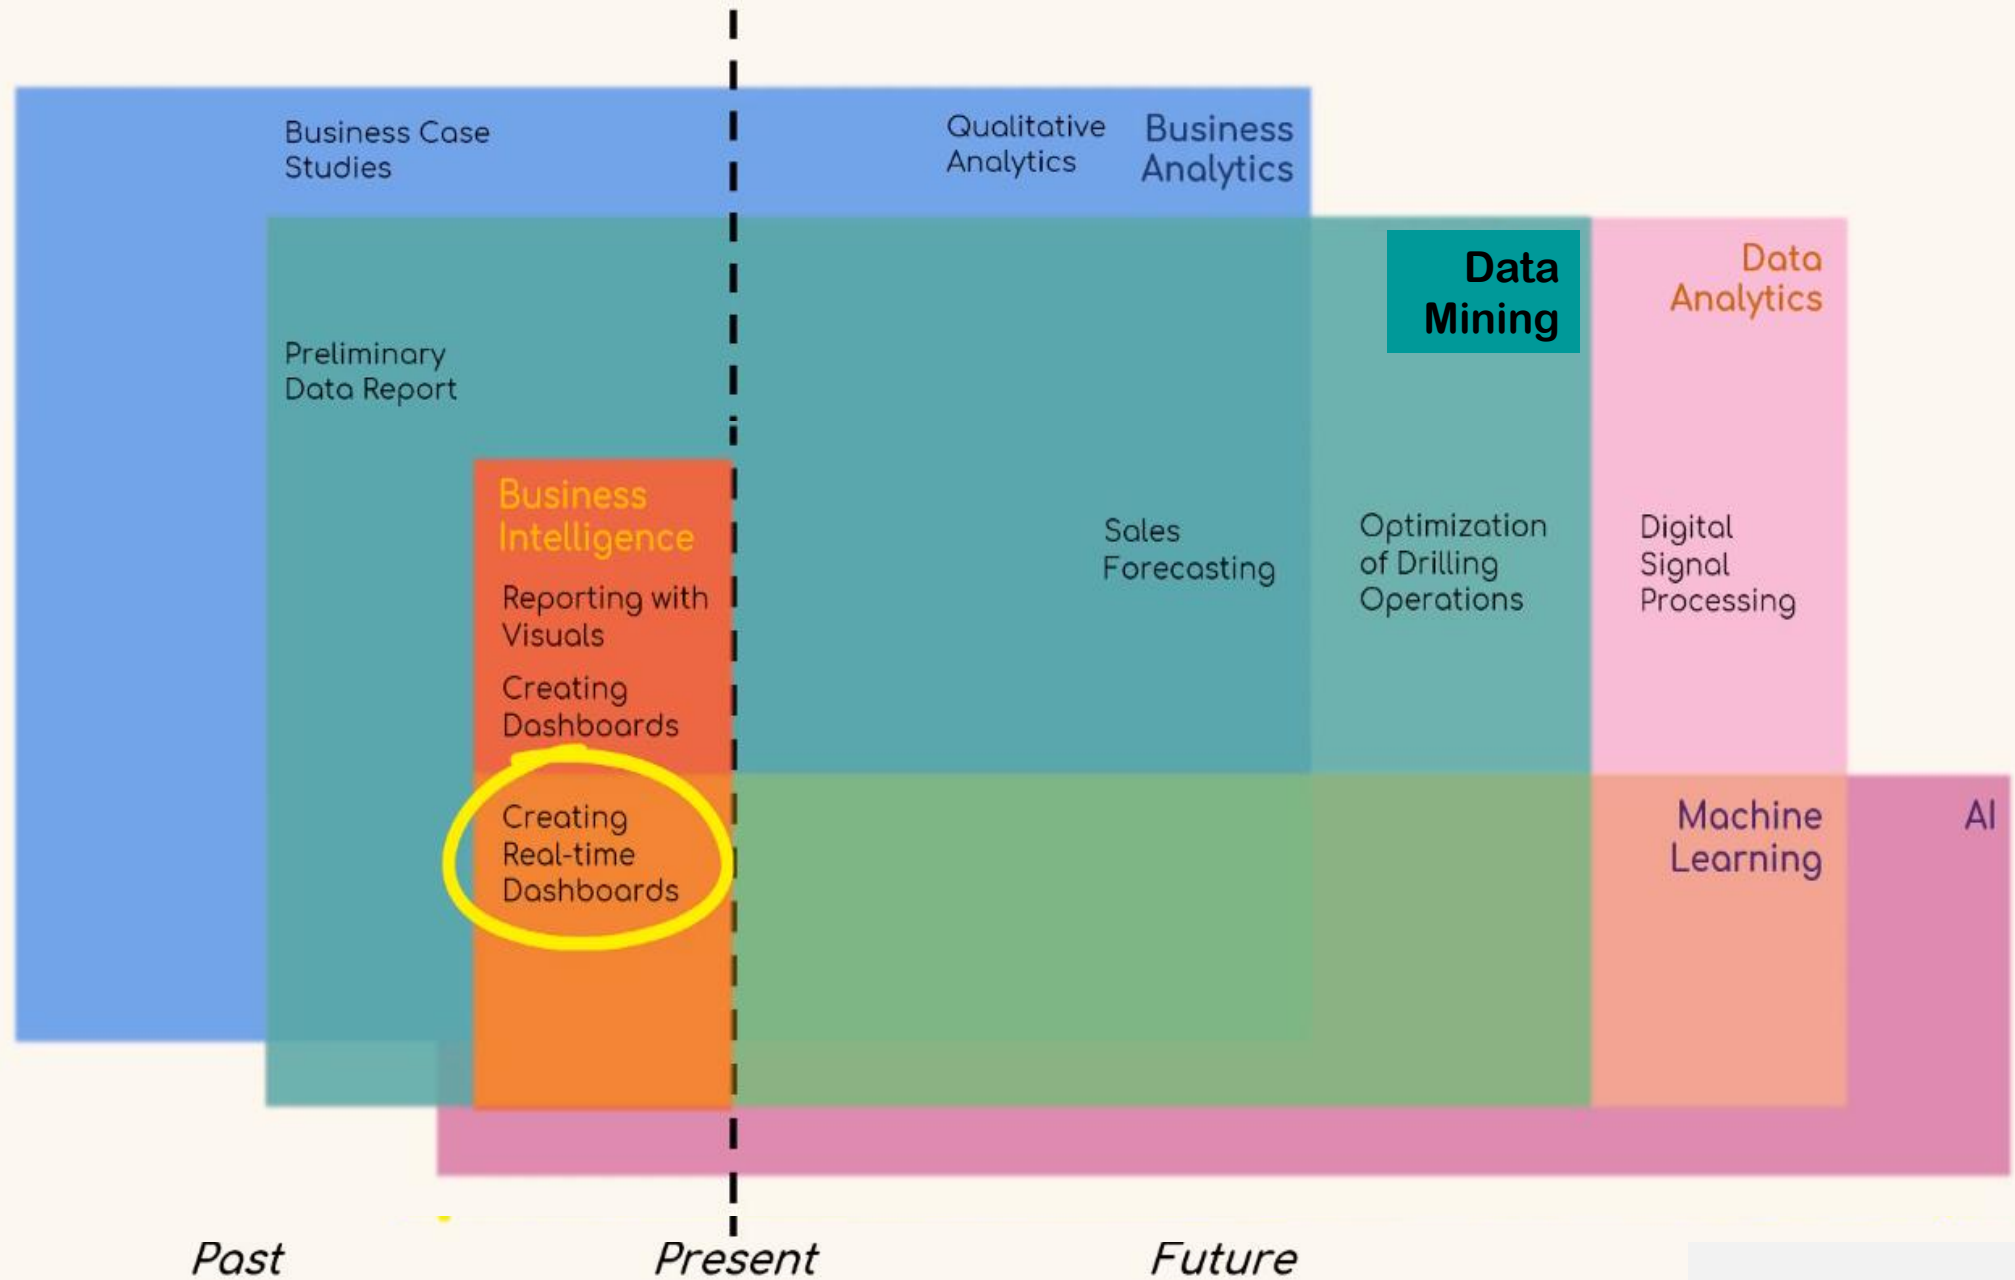 Business Case
Studies
Qualitative
Analytics
Business
Analytics
Data
Mining
Data
Analytics
Preliminary
Data Report
Business
Intelligence
Reporting with
Visuals
Creating
Dashboards
Sales
Forecasting
Optimization
of Drilling
Operations
Digital
Signal
Processing
Creating
Real-time
Dashboards
Machine
Learning
AI
Past
Present
Future